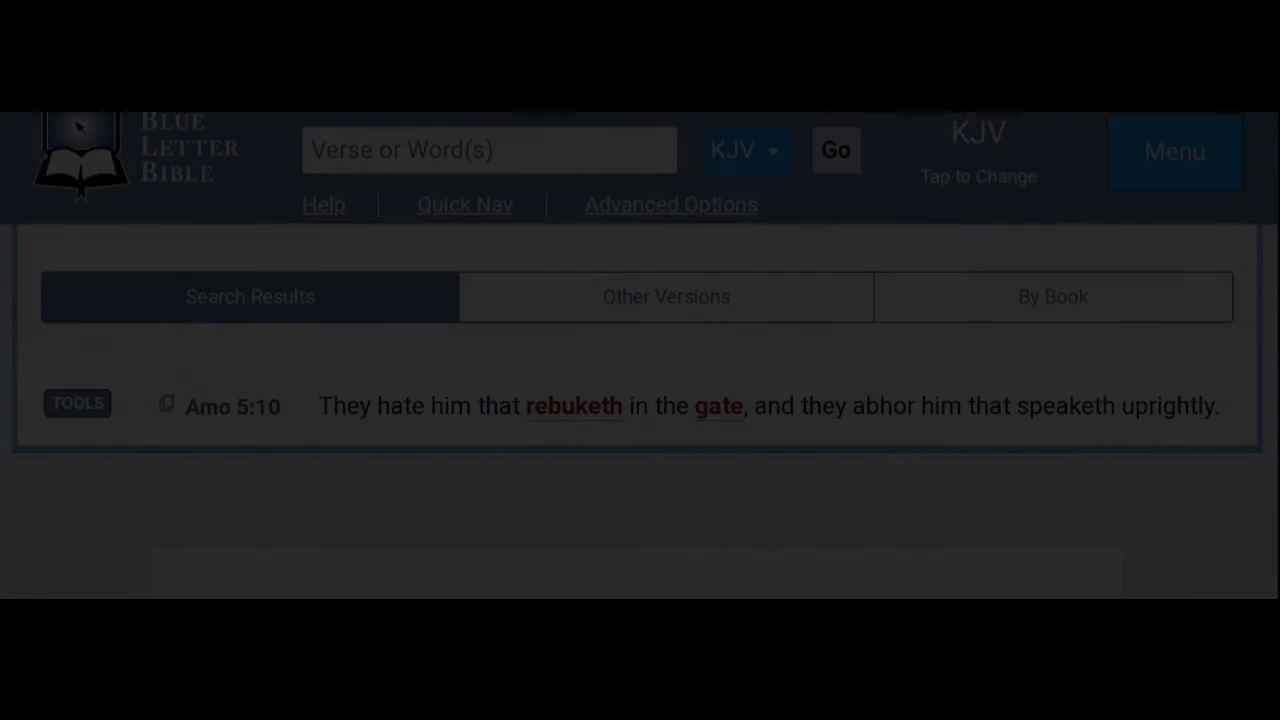 BLUE
LETTER
BIBLE
Verse or Word(s)
KJV
Go
KJV
Tap to Change
Menu
Help
Quick Nav
Advanced Options
Search Results
Other Versions
By Book
TOOLS
Amo 5:10
They hate him that rebuketh in the gate, and they abhor him that speaketh uprightly.